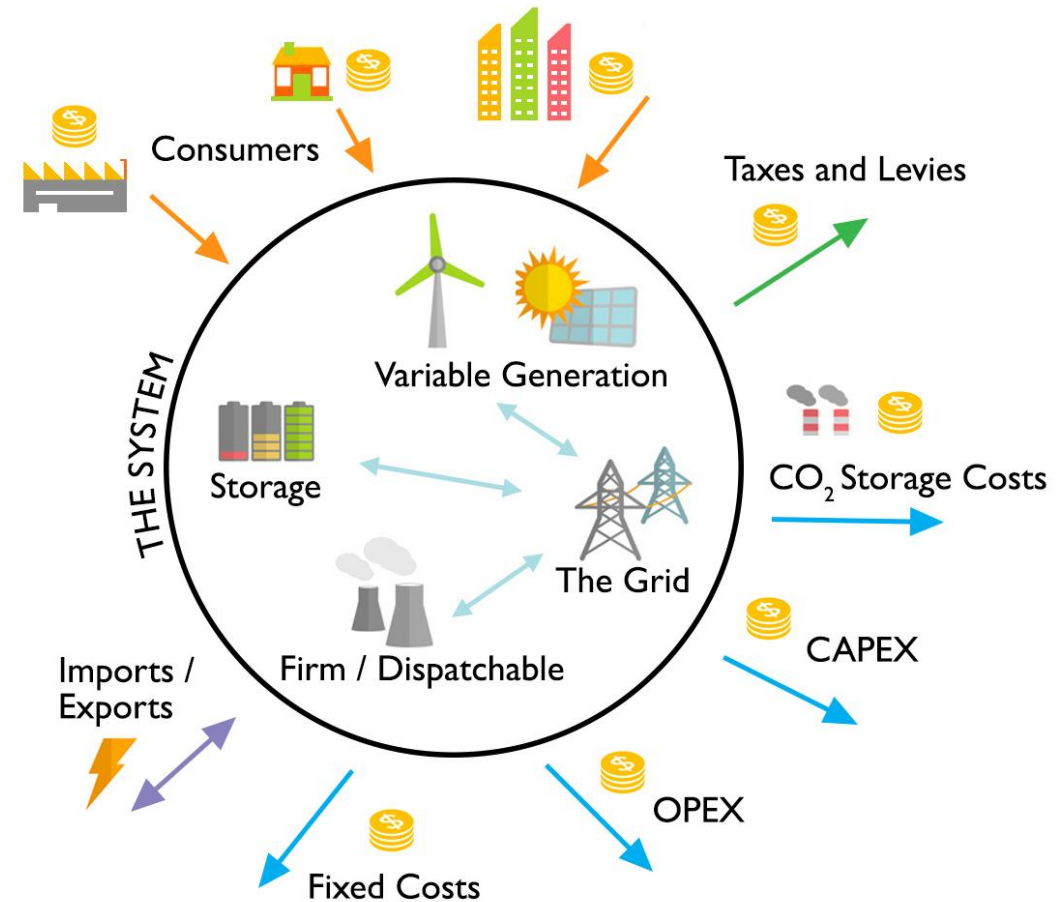 Consumers
Taxes and Levies
THE SYSTEM
Variable Generation
Storage
CO₂ Storage Costs
The Grid
Firm / Dispatchable
CAPEX
Imports /
Exports
OPEX
Fixed Costs